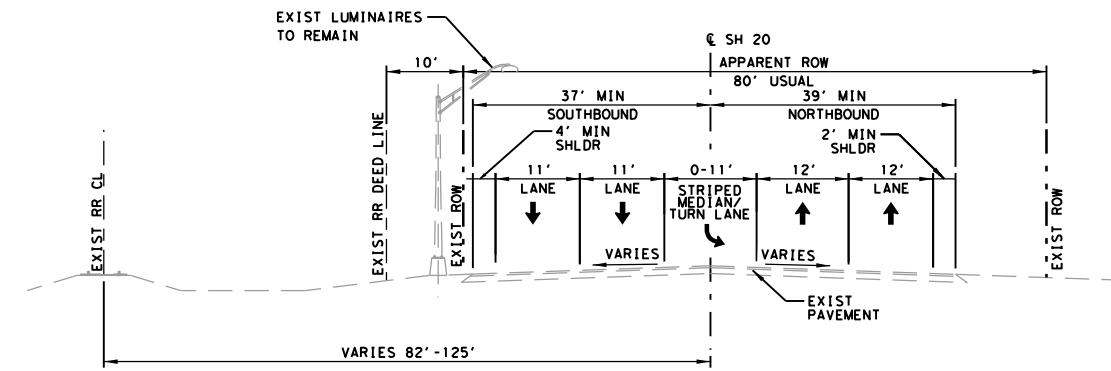 EXIST LUMINAIRES
TO REMAIN
℄ SH 20
10'
APPARENT ROW
80' USUAL
37' MIN
SOUTHBOUND
39' MIN
NORTHBOUND
4' MIN
SHLDR
2' MIN
SHLDR
11'
LANE
11'
LANE
0-11'
STRIPED
MEDIAN/
TURN LANE
12'
LANE
12'
LANE
EXIST RR CL
EXIST RR DEED LINE
EXIST ROW
EXIST ROW
VARIES
VARIES
EXIST
PAVEMENT
VARIES 82'-125'